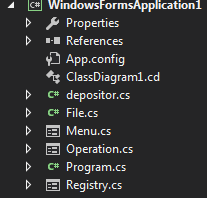 C# WindowsFormsApplication1
Properties
References
App.config
ClassDiagram1.cd
C# depositor.cs
C# File.cs
Menu.cs
Operation.cs
C# Program.cs
Registry.cs